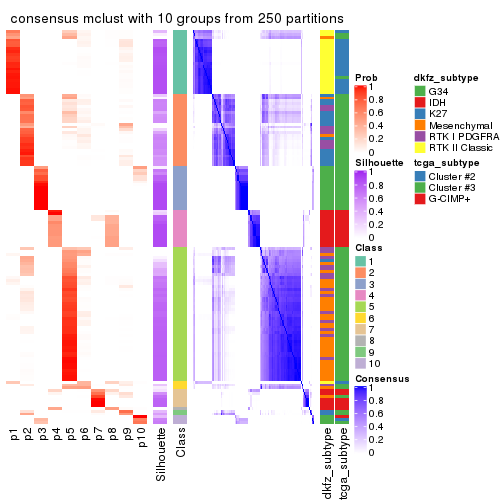 consensus mclust with 10 groups from 250 partitions
Prob
1
0.8
0.6
0.4
0.2
0
Silhouette
1
0.8
0.6
0.4
0.2
0
Class
1
2
3
4
5
6
7
8
9
10
Consensus
1
0.8
0.6
0.4
0.2
0
dkfz_subtype
G34
IDH
K27
Mesenchymal
RTK I PDGFRA
RTK II Classic
tcga_subtype
Cluster #2
Cluster #3
G-CIMP+
p1
p2
p3
p4
p5
p6
p7
p8
p9
p10
Silhouette
Class
dkfz_subtype
tcga_subtype